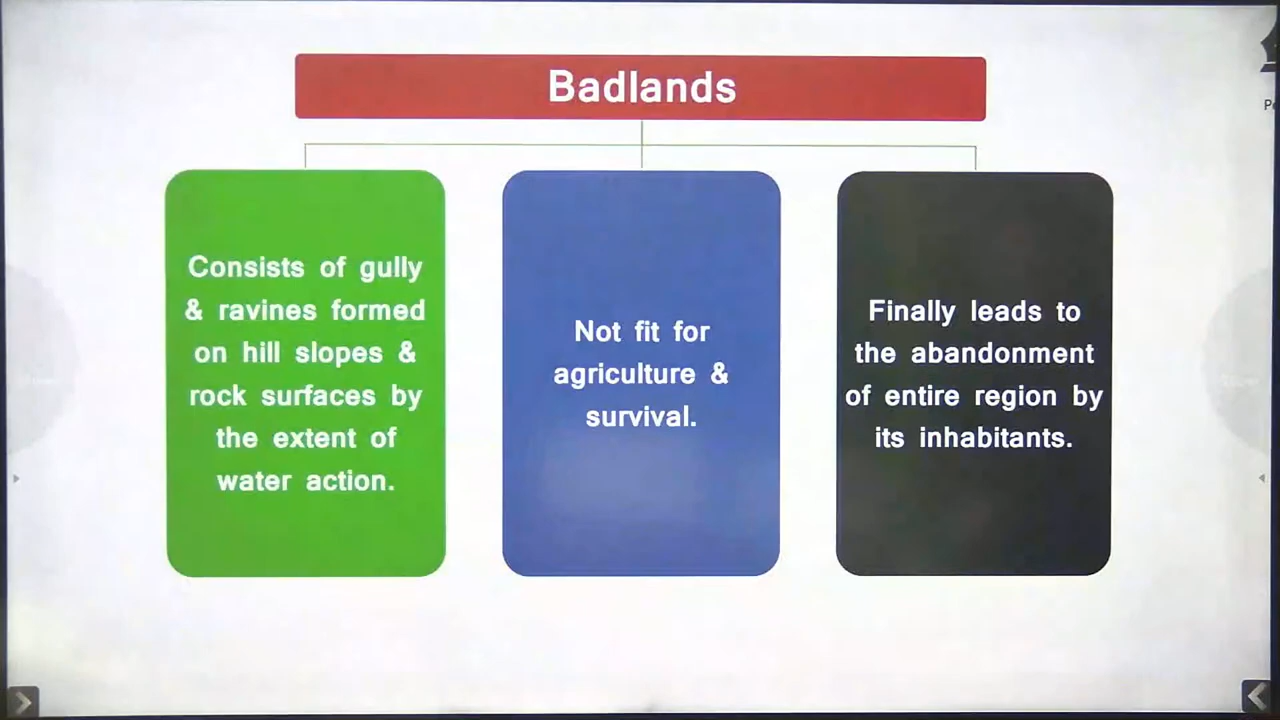 Badlands
Consists of gully
& ravines formed
on hill slopes &
rock surfaces by
the extent of
water action.
Not fit for
agriculture &
survival.
Finally leads to
the abandonment
of entire region by
its inhabitants.